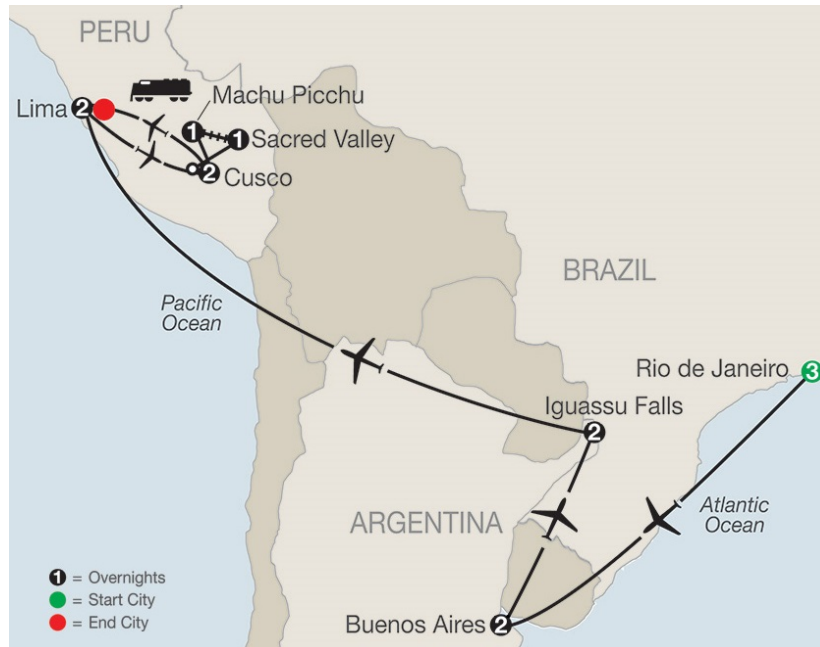 PERU
Machu Picchu
Lima 2
1
1 Sacred Valley
2 Cusco
BRAZIL
Pacific
Ocean
Rio de Janeiro 3
Iguassu Falls
2
Atlantic
Ocean
ARGENTINA
1 = Overnights
= Start City
= End City
Buenos Aires 2